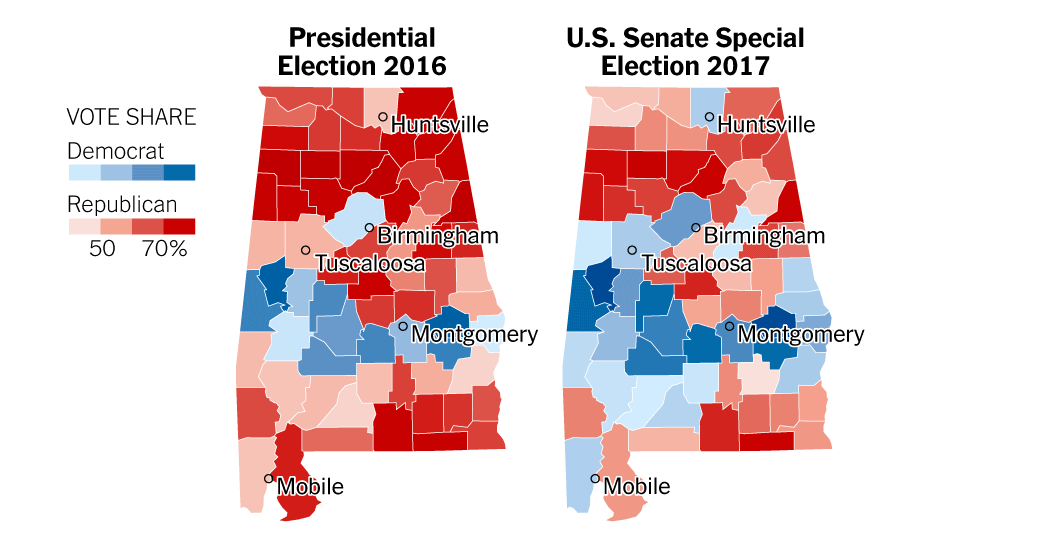 Presidential
Election 2016
U.S. Senate Special
Election 2017
VOTE SHARE
Democrat
Republican
50 70%
Huntsville
Birmingham
Tuscaloosa
Montgomery
Mobile
Huntsville
Birmingham
Tuscaloosa
Montgomery
Mobile